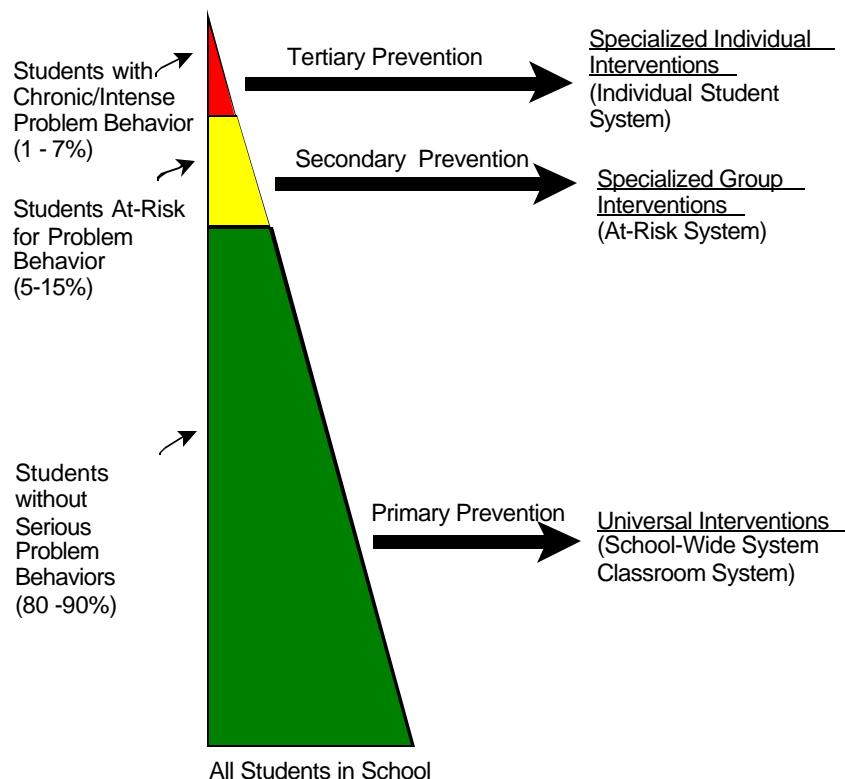 Students with
Chronic/Intense
Problem Behavior
(1 - 7%)
Tertiary Prevention
Specialized Individual
Interventions
(Individual Student
System)
Students At-Risk
for Problem
Behavior
(5-15%)
Secondary Prevention
Specialized Group
Interventions
(At-Risk System)
Students
without
Serious
Problem
Behaviors
(80 -90%)
Primary Prevention
Universal Interventions
(School-Wide System
Classroom System)
All Students in School